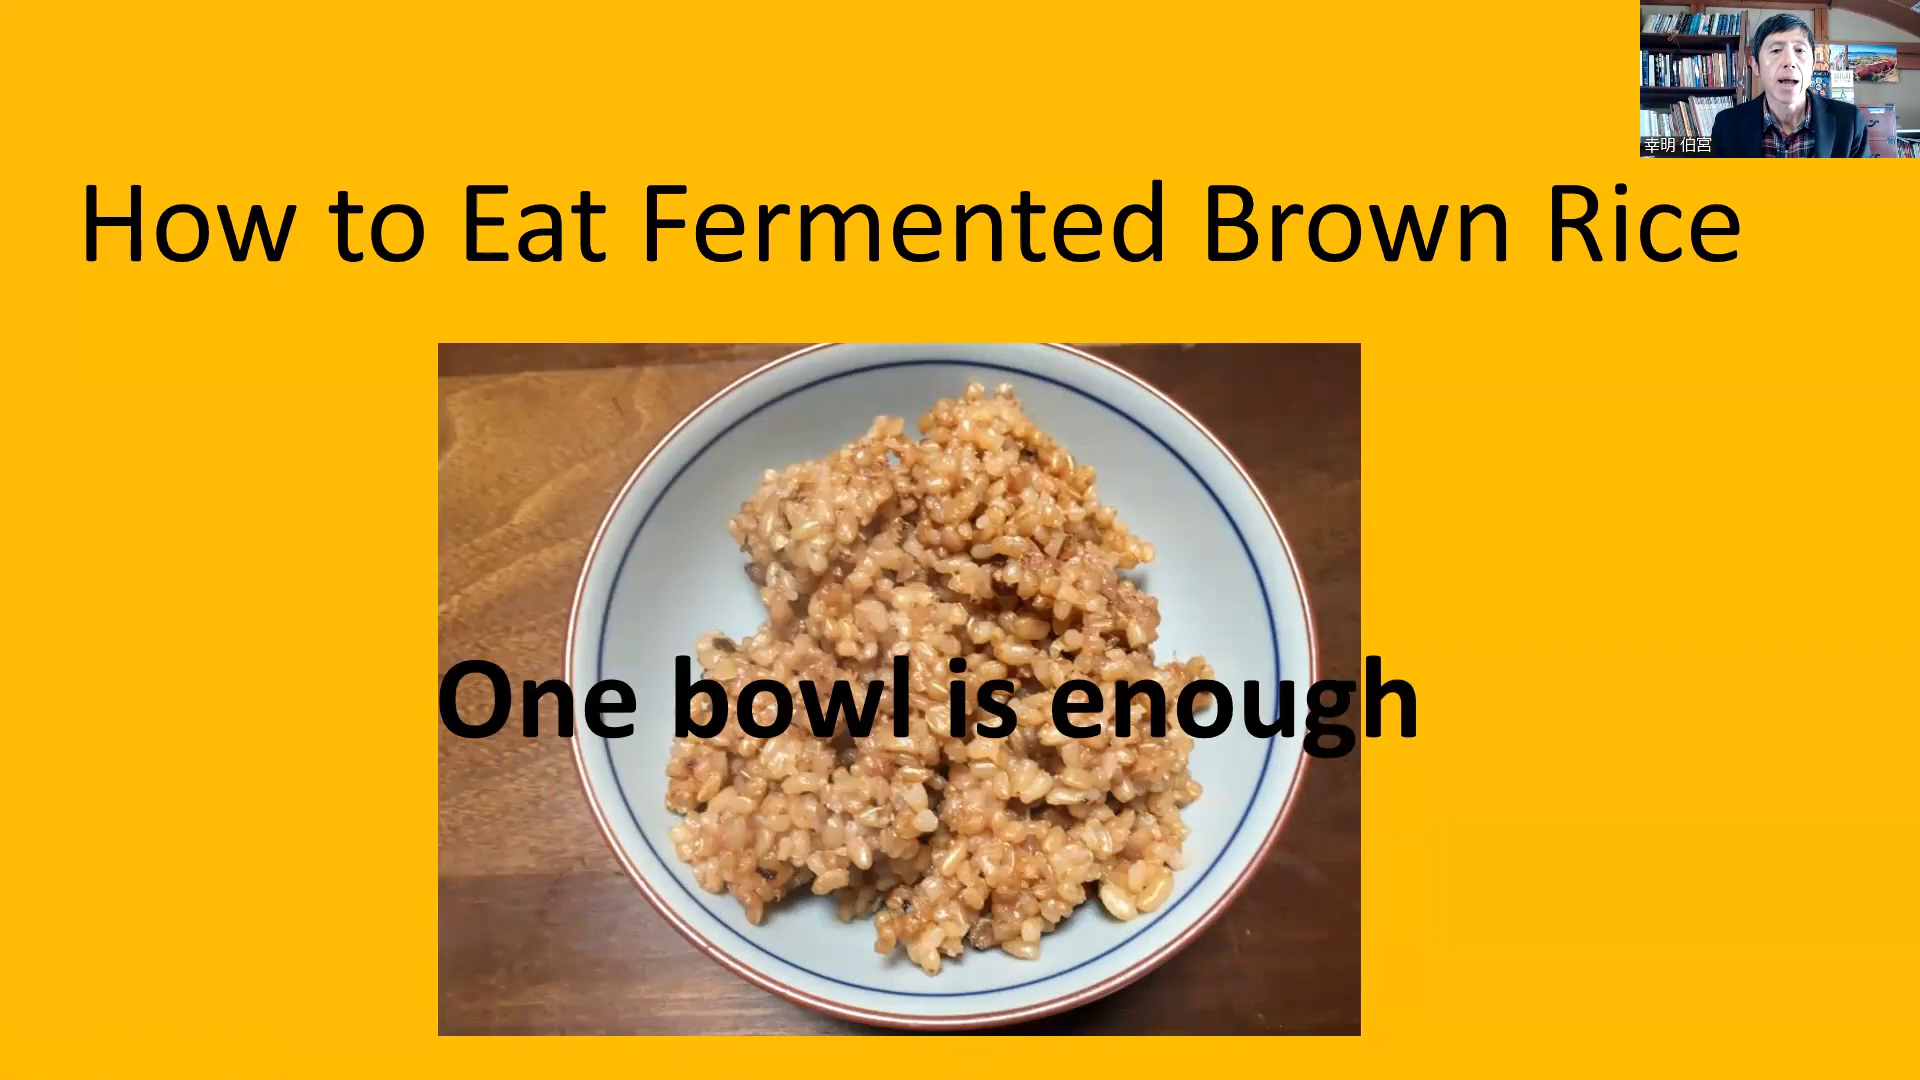 幸明 伯宮
How to Eat Fermented Brown Rice
One bowl is enough